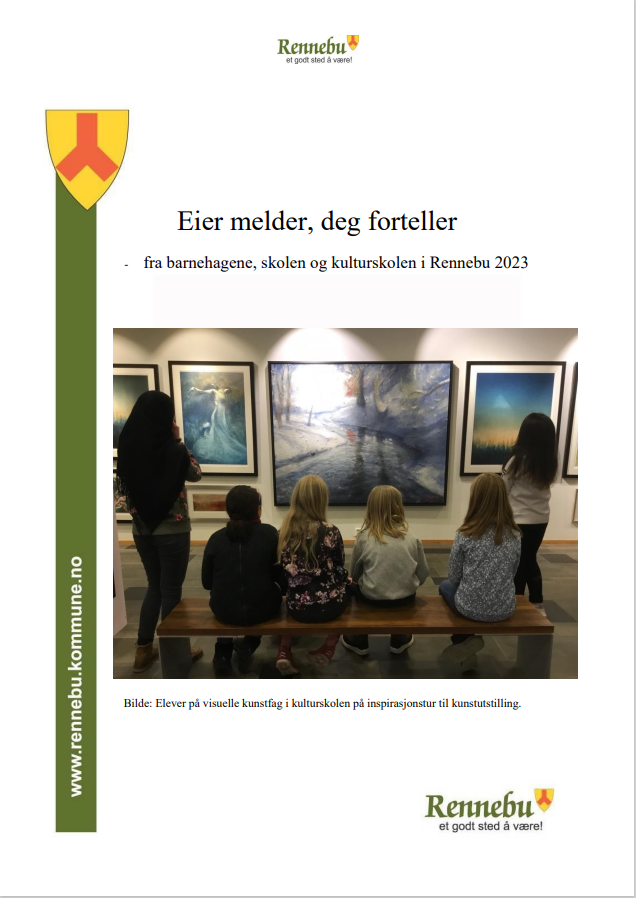 Rennebu
et godt sted å være!
Eier melder, deg forteller
- fra barnehagene, skolen og kulturskolen i Rennebu 2023
www.rennebu.kommune.no
Bilde: Elever på visuelle kunstfag i kulturskolen på inspirasjonstur til kunstutstilling.
Rennebu
et godt sted å være!